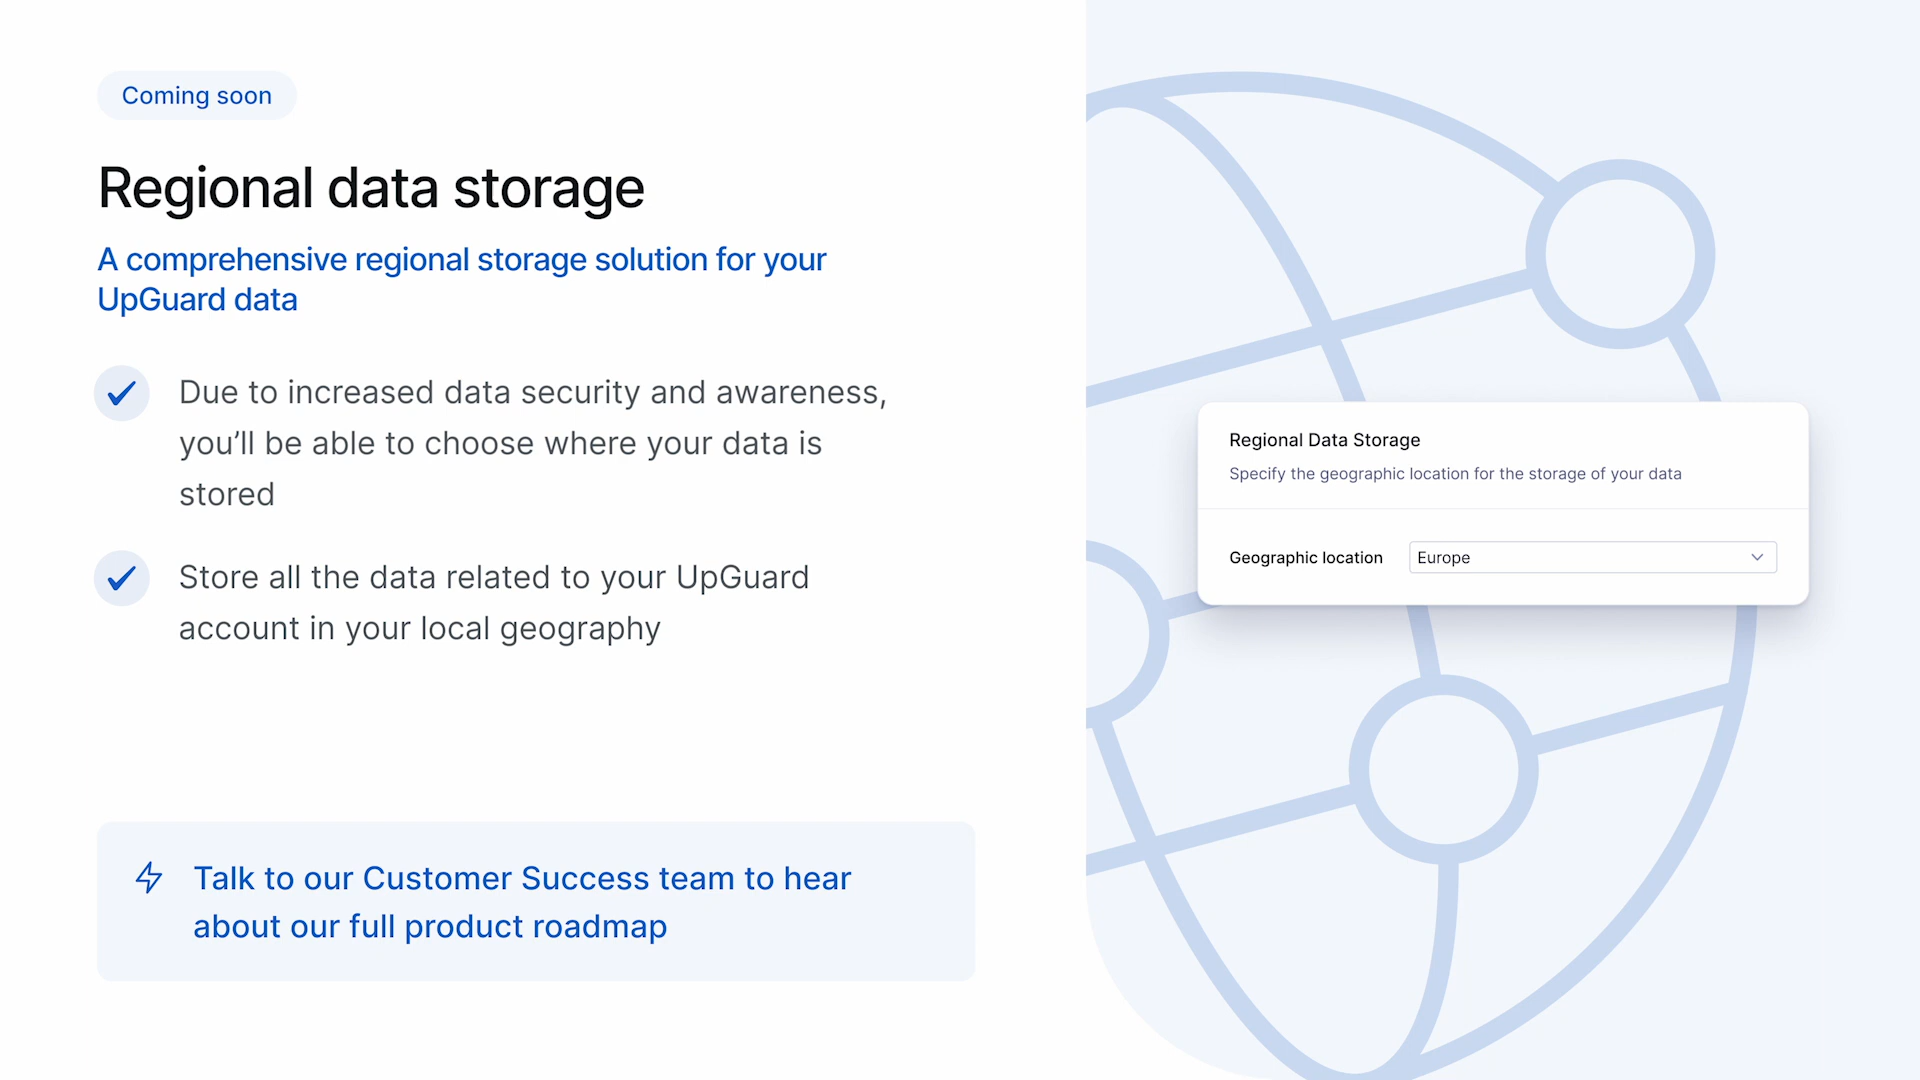 Coming soon
Regional data storage
A comprehensive regional storage solution for your
UpGuard data
Due to increased data security and awareness,
you’ll be able to choose where your data is
stored
Store all the data related to your UpGuard
account in your local geography
Talk to our Customer Success team to hear
about our full product roadmap
Regional Data Storage
Specify the geographic location for the storage of your data
Geographic location Europe